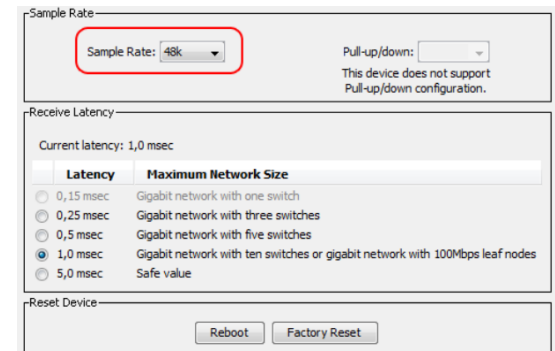 Sample Rate
Sample Rate: 48k
Pull-up/down:
This device does not support
Pull-up/down configuration.
Receive Latency
Current latency: 1,0 msec
Latency Maximum Network Size
0,15 msec Gigabit network with one switch
0,25 msec Gigabit network with three switches
0,5 msec Gigabit network with five switches
1,0 msec Gigabit network with ten switches or gigabit network with 100Mbps leaf nodes
5,0 msec Safe value
Reset Device
Reboot Factory Reset